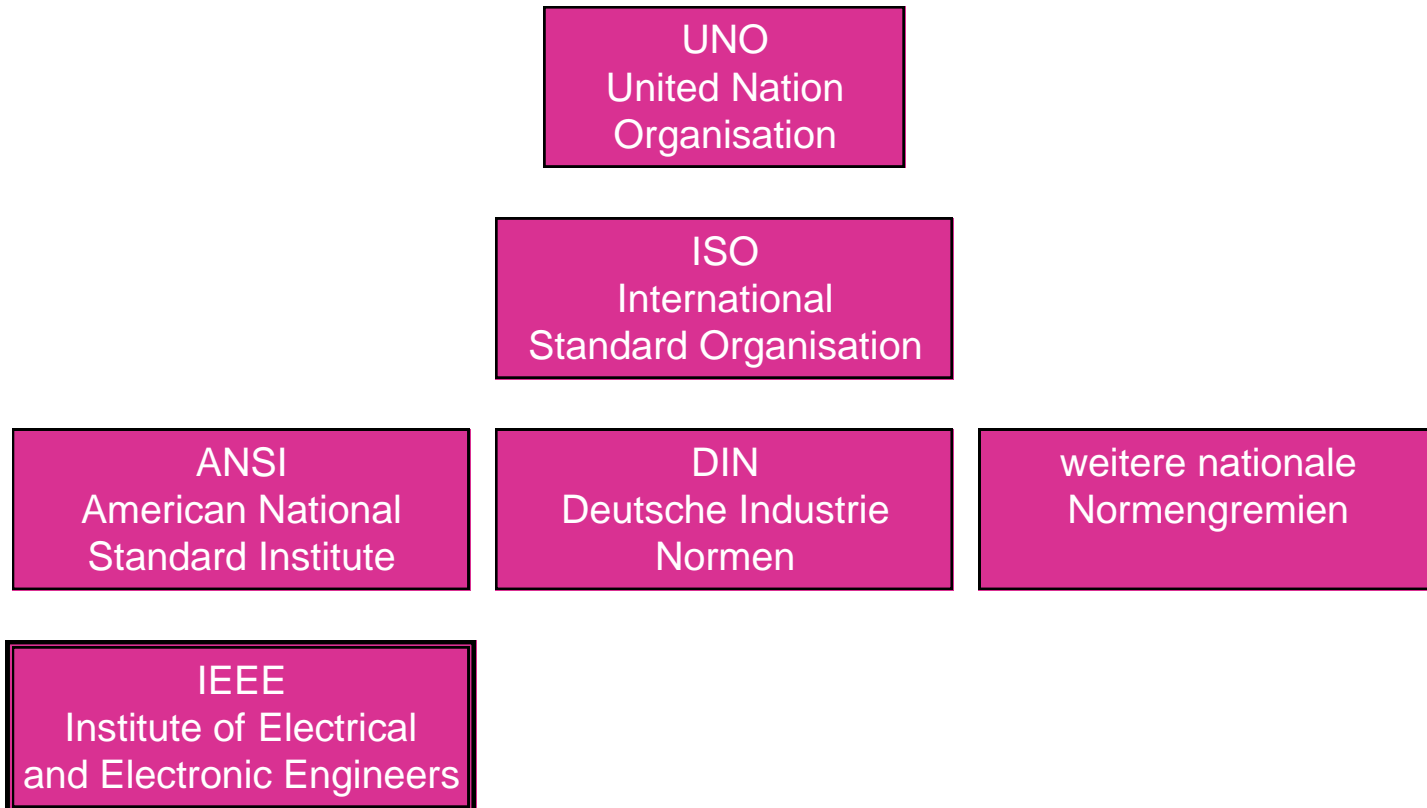 UNO
United Nation
Organisation
ISO
International
Standard Organisation
ANSI
American National
Standard Institute
DIN
Deutsche Industrie
Normen
weitere nationale
Normengremien
IEEE
Institute of Electrical
and Electronic Engineers